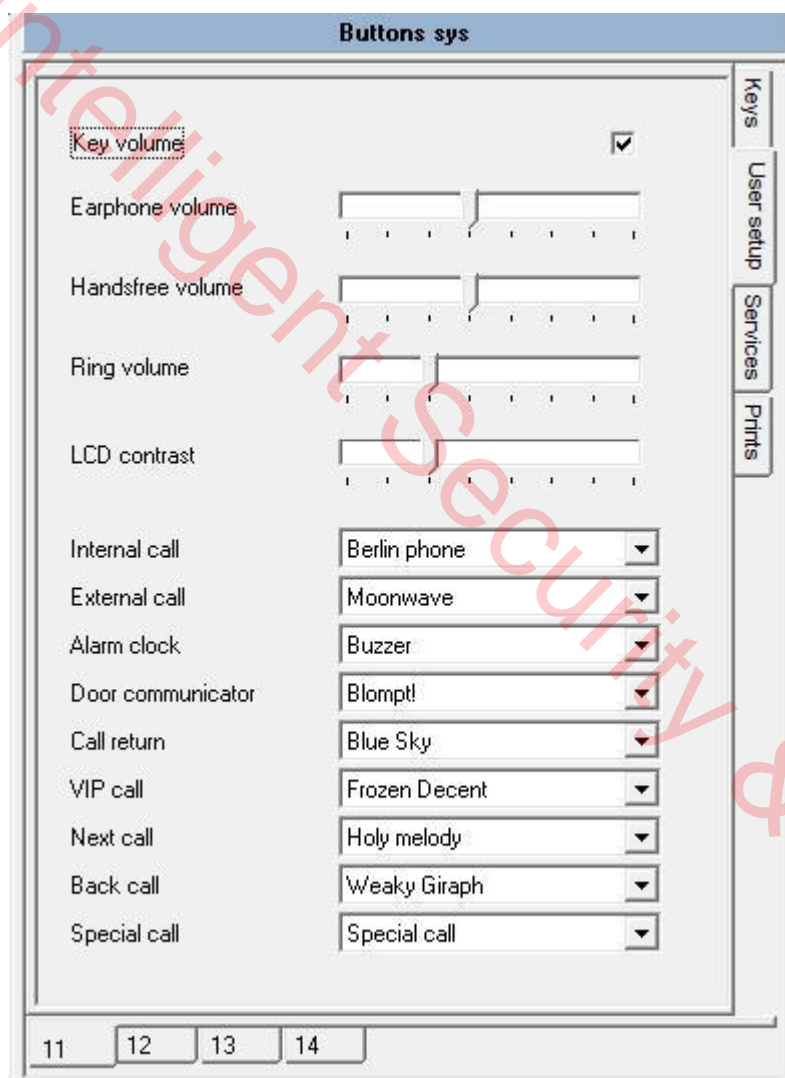 Buttons sys
Keys
User setup
Services
Prints
Key volume
Earphone volume
Handsfree volume
Ring volume
LCD contrast
Internal call Berlin phone
External call Moonwave
Alarm clock Buzzer
Door communicator Blompt!
Call return Blue Sky
VIP call Frozen Decent
Next call Holy melody
Back call Weaky Giraph
Special call Special call
11 12 13 14
ntelligent Security &